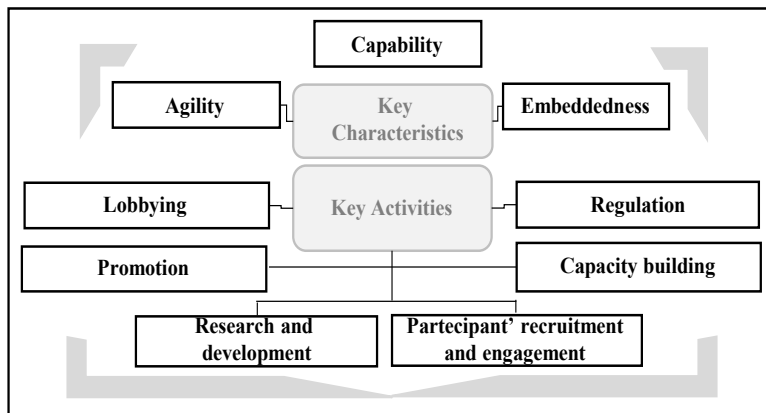 Capability
Agility
Key
Characteristics
Embeddedness
Lobbying
Key Activities
Regulation
Promotion
Capacity building
Research and
development
Partecipant’ recruitment
and engagement